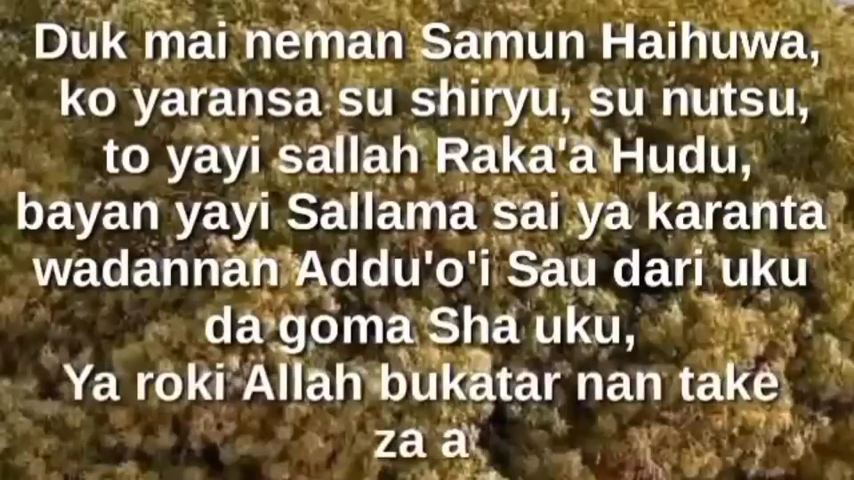 Duk mai neman Samun Haihuwa,
ko yaransa su shiryu, su nutsu,
to yayi sallah Raka'a Hudu,
bayan yayi Sallama sai ya karanta
wadannan Addu'o'i Sau dari uku
da goma Sha uku,
Ya roki Allah bukatar nan take
za a